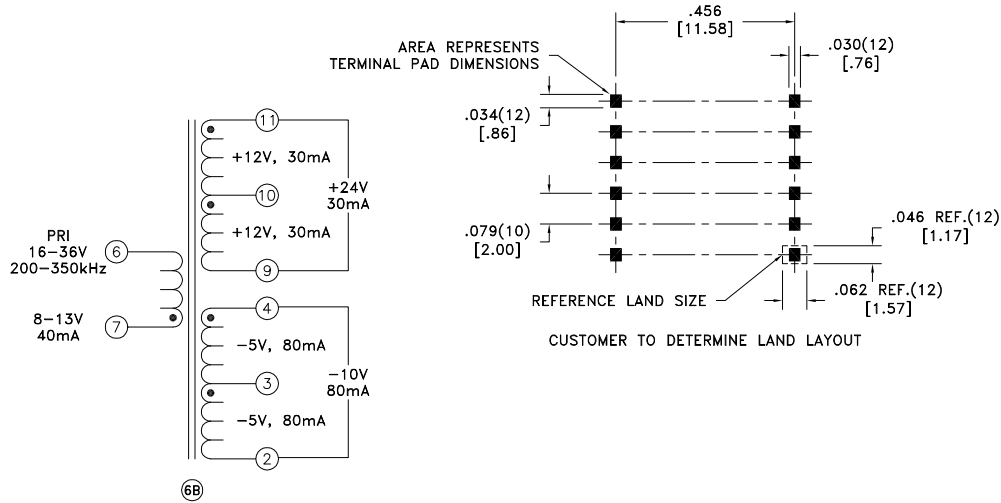 .456
[11.58]
.030(12)
[.76]
AREA REPRESENTS
TERMINAL PAD DIMENSIONS
.034(12)
[.86]
.079(10)
[2.00]
.046 REF.(12)
[1.17]
.062 REF.(12)
[1.57]
REFERENCE LAND SIZE
CUSTOMER TO DETERMINE LAND LAYOUT
PRI
16-36V
200-350kHz
6
7
8-13V
40mA
11
+12V, 30mA
10
+24V
30mA
+12V, 30mA
9
4
-5V, 80mA
3
-10V
80mA
-5V, 80mA
2
6B